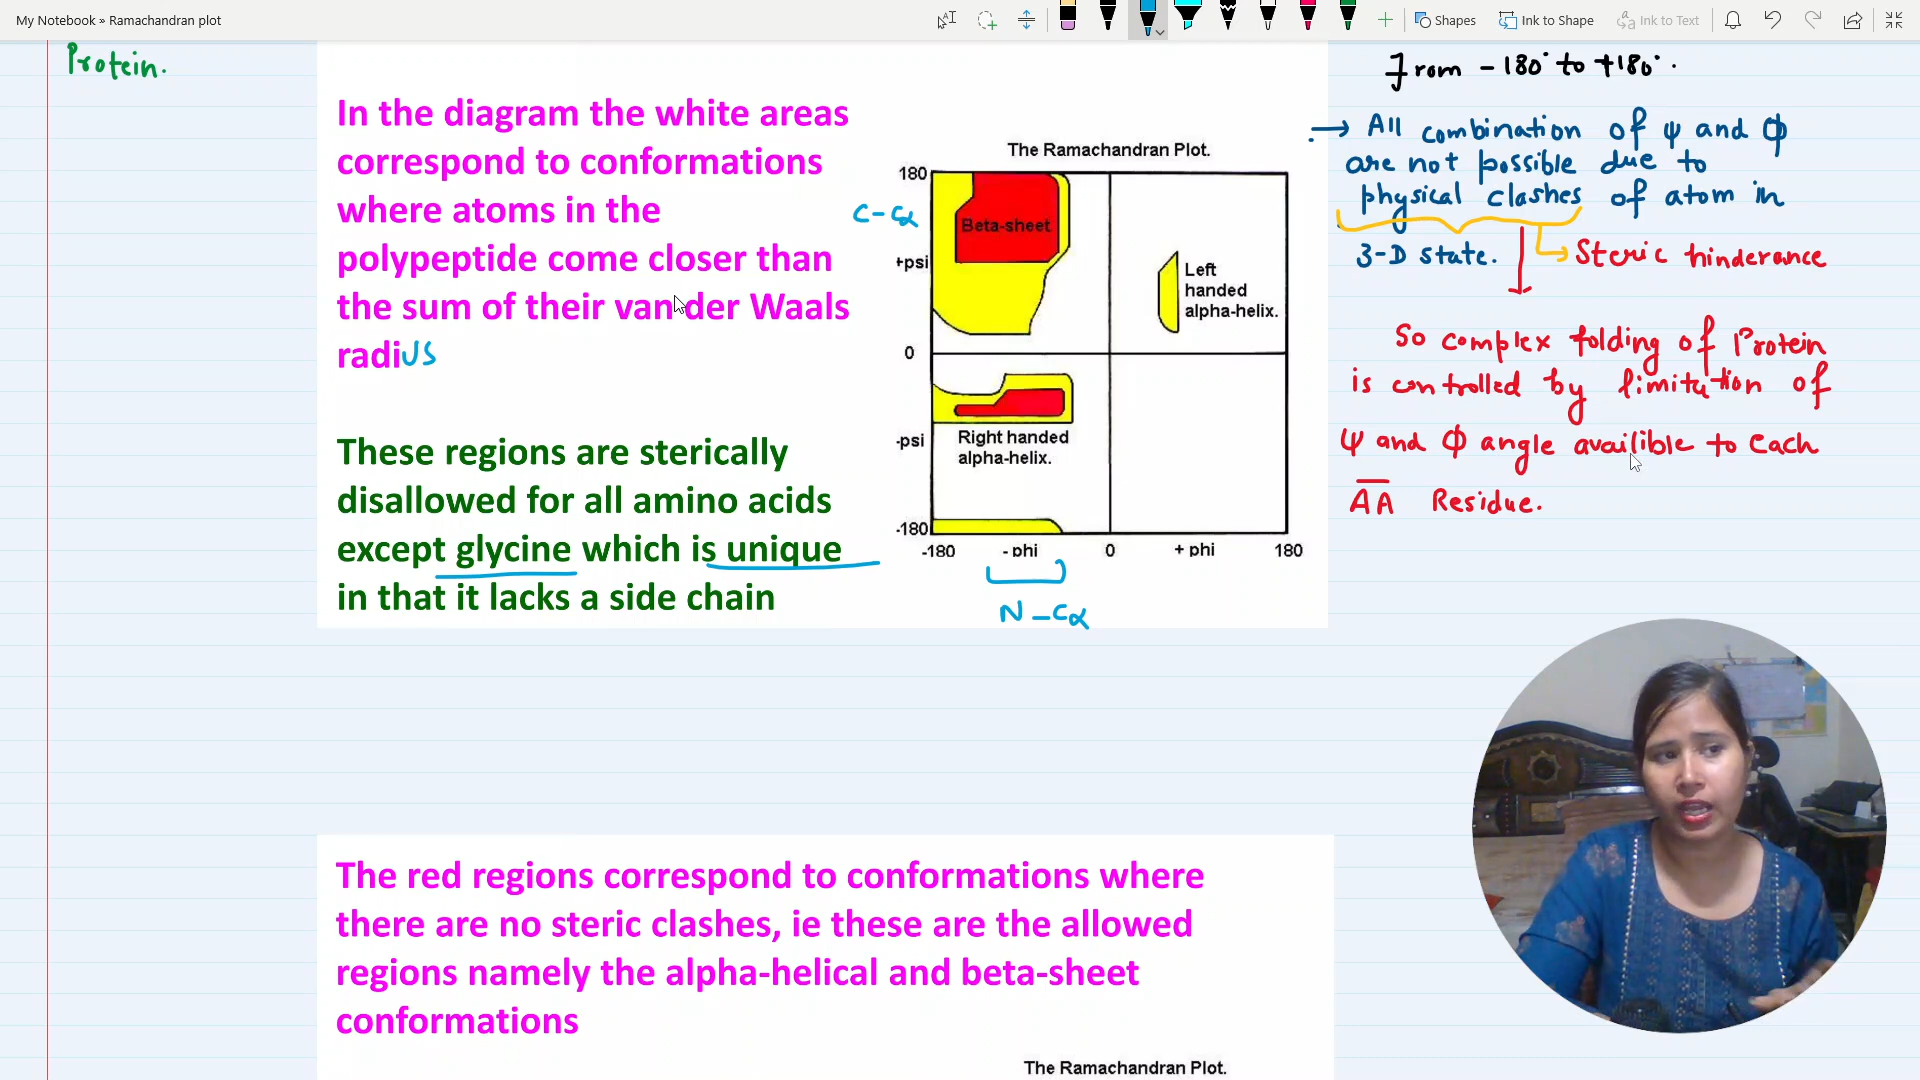 My Notebook » Ramachandran plot
Shapes
Ink to Shape
Ink to Text
Protein.
In the diagram the white areas
correspond to conformations
where atoms in the
polypeptide come closer than
the sum of their van der Waals
radius
These regions are sterically
disallowed for all amino acids
except glycine which is unique
in that it lacks a side chain
The Ramachandran Plot.
180
C-Cα
Beta-sheet
+psi
Left
handed
alpha-helix.
0
-psi
Right handed
alpha-helix.
-180
-180 - phi 0 + phi 180
N-Cα
From -180° to +180°.
→ All combination of ψ and ф
are not possible due to
physical clashes of atom in
3-D state.
Steric hinderance
So complex folding of Protein
is controlled by limitation of
ψ and ф angle availible to each
AA Residue.
The red regions correspond to conformations where
there are no steric clashes, ie these are the allowed
regions namely the alpha-helical and beta-sheet
conformations
The Ramachandran Plot.